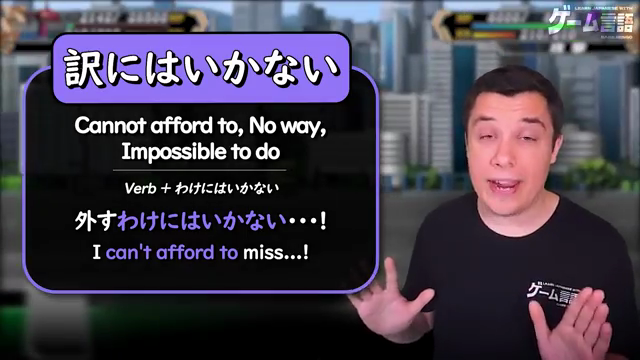 LEARN JAPANESE WITH
ゲーム言語
訳にはいかない
Cannot afford to, No way,
Impossible to do
Verb + わけにはいかない
外すわけにはいかない・・・!
I can't afford to miss...!
ゲーム言語